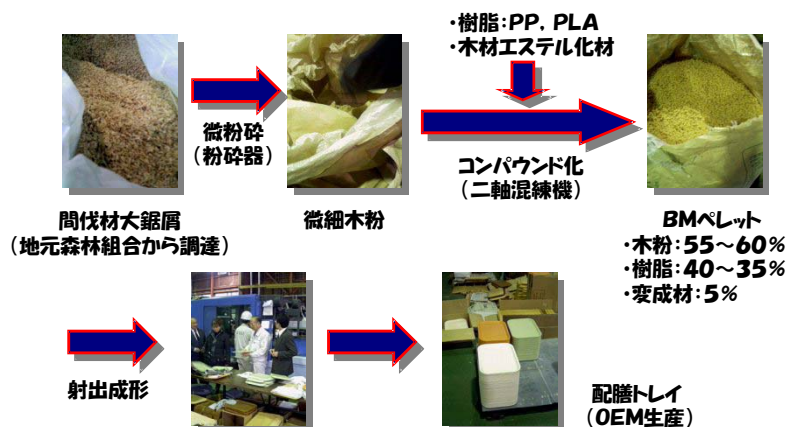 ・樹脂:PP, PLA
・木材エステル化材
微粉砕
(粉砕器)
コンパウンド化
(二軸混練機)
間伐材大鋸屑
(地元森林組合から調達)
微細木粉
BMペレット
・木粉:55～60%
・樹脂:40～35%
・変成材:5%
射出成形
配膳トレイ
(OEM生産)